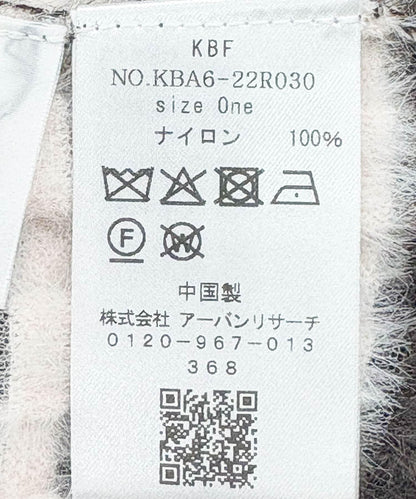 KBF
NO.KBA6-22R030
size One
ナイロン 100%
F W
中国製
株式会社 アーバンリサーチ
0120-967-013
368